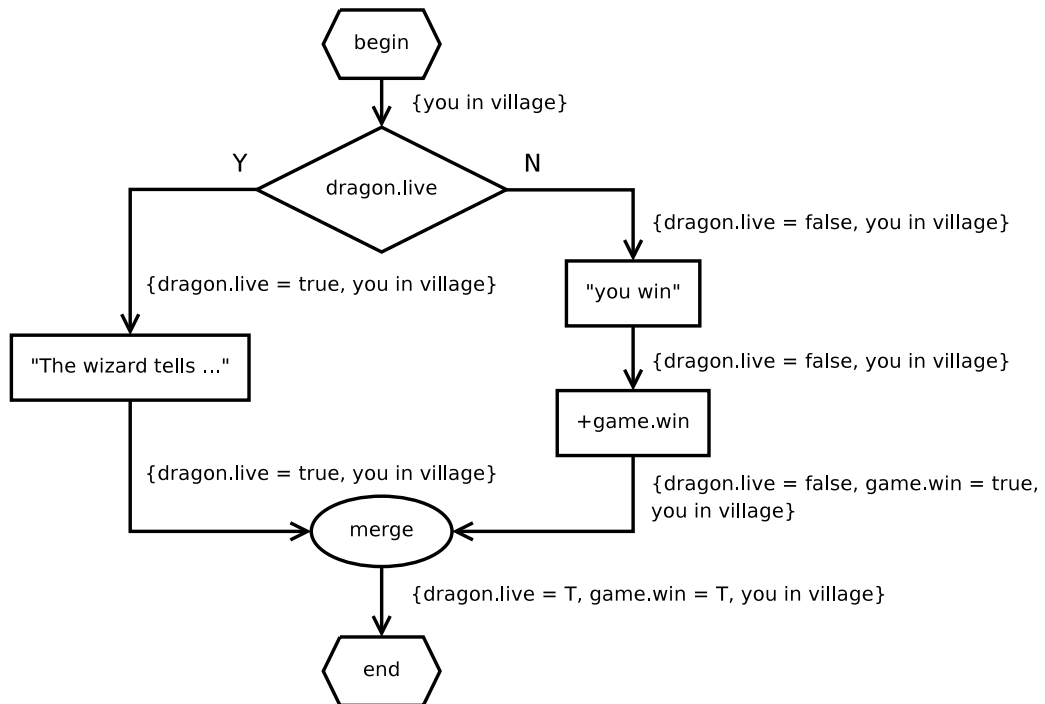 begin
{you in village}
Y
N
dragon.live
{dragon.live = false, you in village}
{dragon.live = true, you in village}
"you win"
"The wizard tells ..."
{dragon.live = false, you in village}
+game.win
{dragon.live = true, you in village}
{dragon.live = false, game.win = true,
you in village}
merge
{dragon.live = T, game.win = T, you in village}
end